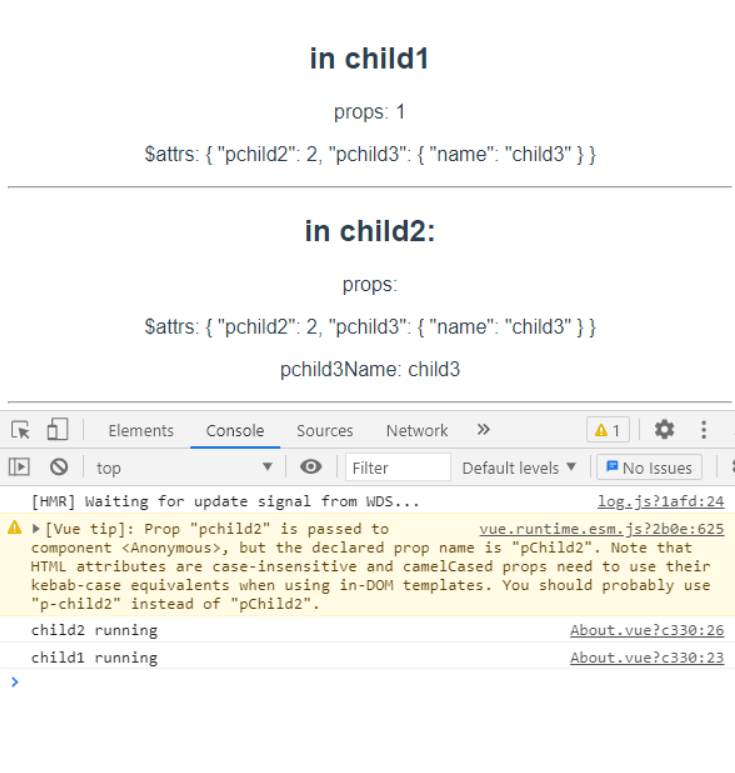 in child1
props: 1
$attrs: { "pchild2": 2, "pchild3": { "name": "child3" } }
in child2:
props:
$attrs: { "pchild2": 2, "pchild3": { "name": "child3" } }
pchild3Name: child3
Elements Console Sources Network » 1
top Filter Default levels ▼ No Issues
[HMR] Waiting for update signal from WDS... log.js?1afd:24
[Vue tip]: Prop "pchild2" is passed to vue.runtime.esm.js?2b0e:625
component <Anonymous>, but the declared prop name is "pChild2". Note that
HTML attributes are case-insensitive and camelCased props need to use their
kebab-case equivalents when using in-DOM templates. You should probably use
"p-child2" instead of "pChild2".
child2 running About.vue?c330:26
child1 running About.vue?c330:23